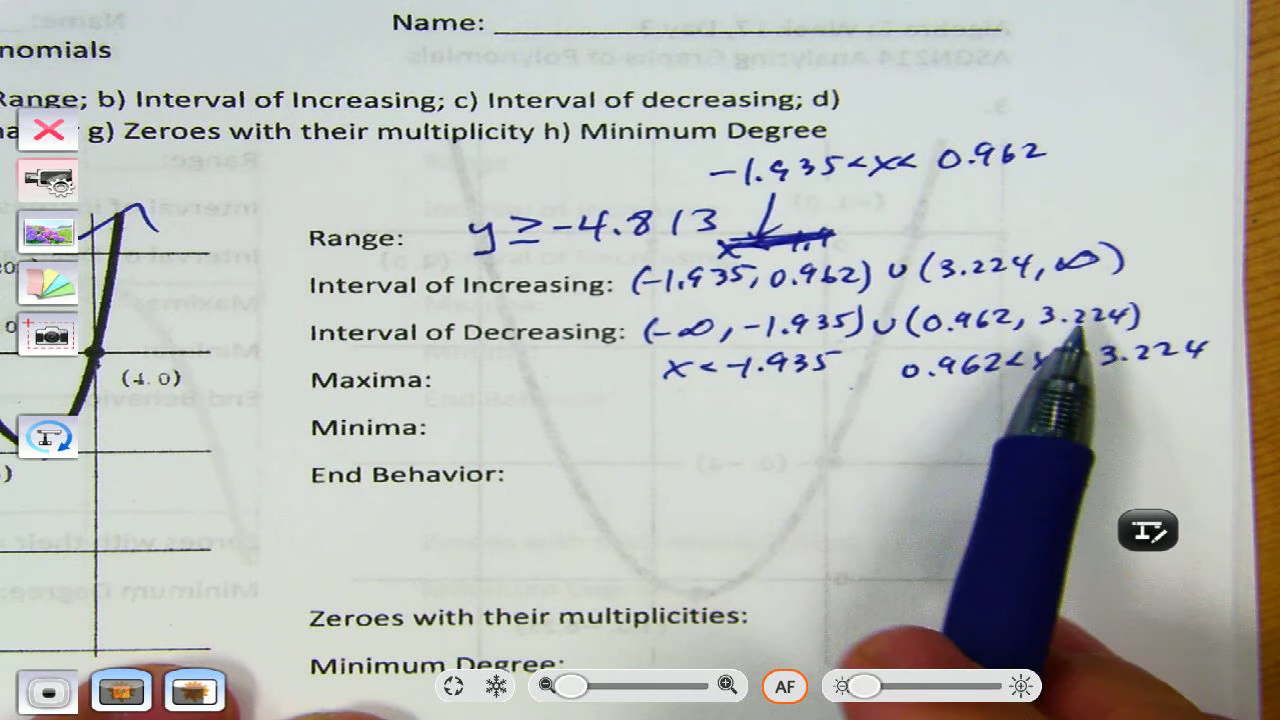 Name:
nomials
Range; b) Interval of Increasing; c) Interval of decreasing; d)
g) Zeroes with their multiplicity h) Minimum Degree
-1.935 < x < 0.962
Range: y ≥ -4.813
Interval of Increasing: (-1.935, 0.962) ∪ (3.224, ∞)
Interval of Decreasing: (-∞, -1.935) ∪ (0.962, 3.224)
x < -1.935 0.962 < x 3.224
(4, 0)
Maxima:
Minima:
End Behavior:
Zeroes with their multiplicities:
Minimum Degree:
AF